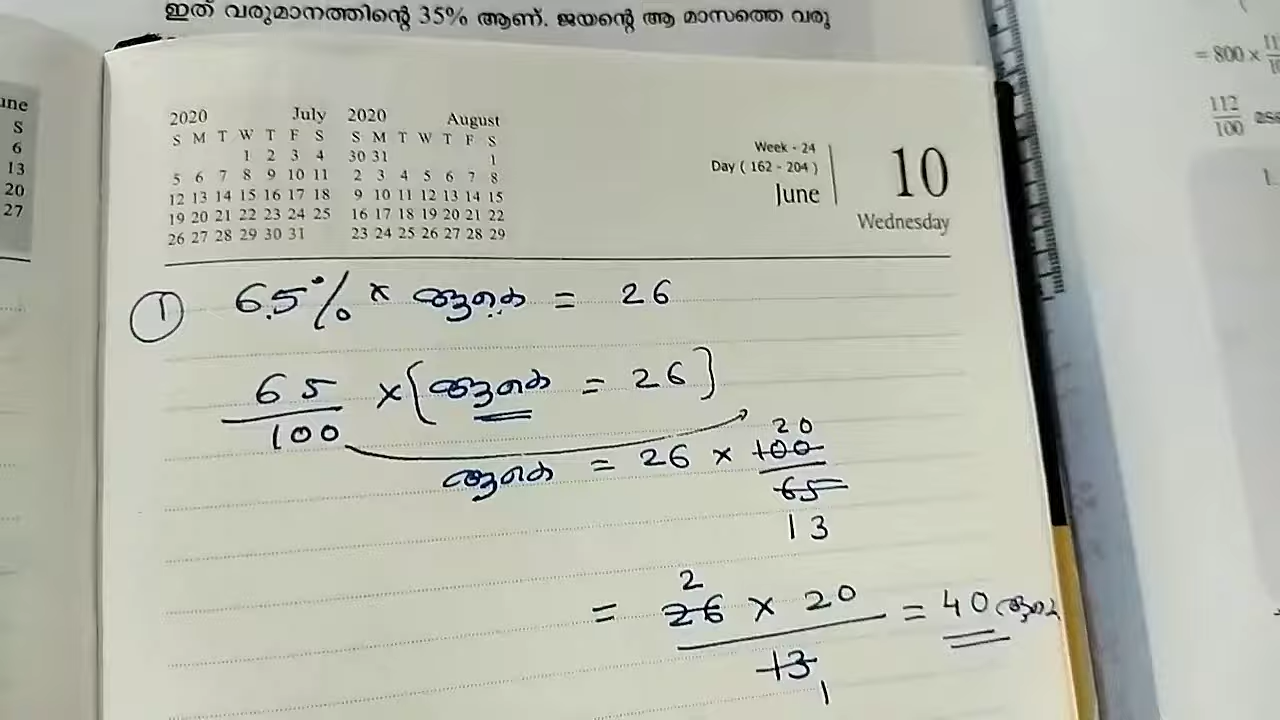 ഇത് വരുമാനത്തിന്റെ 35% ആണ്. ജയന്റെ ആ മാസത്തെ വരു
= 800 ×
112
100
une
S
6
13
20
27
2020 July
S M T W T F S
1 2 3 4
5 6 7 8 9 10 11
12 13 14 15 16 17 18
19 20 21 22 23 24 25
26 27 28 29 30 31
2020 August
S M T W T F S
30 31 1
2 3 4 5 6 7 8
9 10 11 12 13 14 15
16 17 18 19 20 21 22
23 24 25 26 27 28 29
Week - 24
Day ( 162 - 204 )
June
10
Wednesday
1 65% × തുക = 26
65
100
× [തുക = 26]
20
തുക = 26 × 100
65
13
2
= 26 × 20 = 40 തുക
13
1